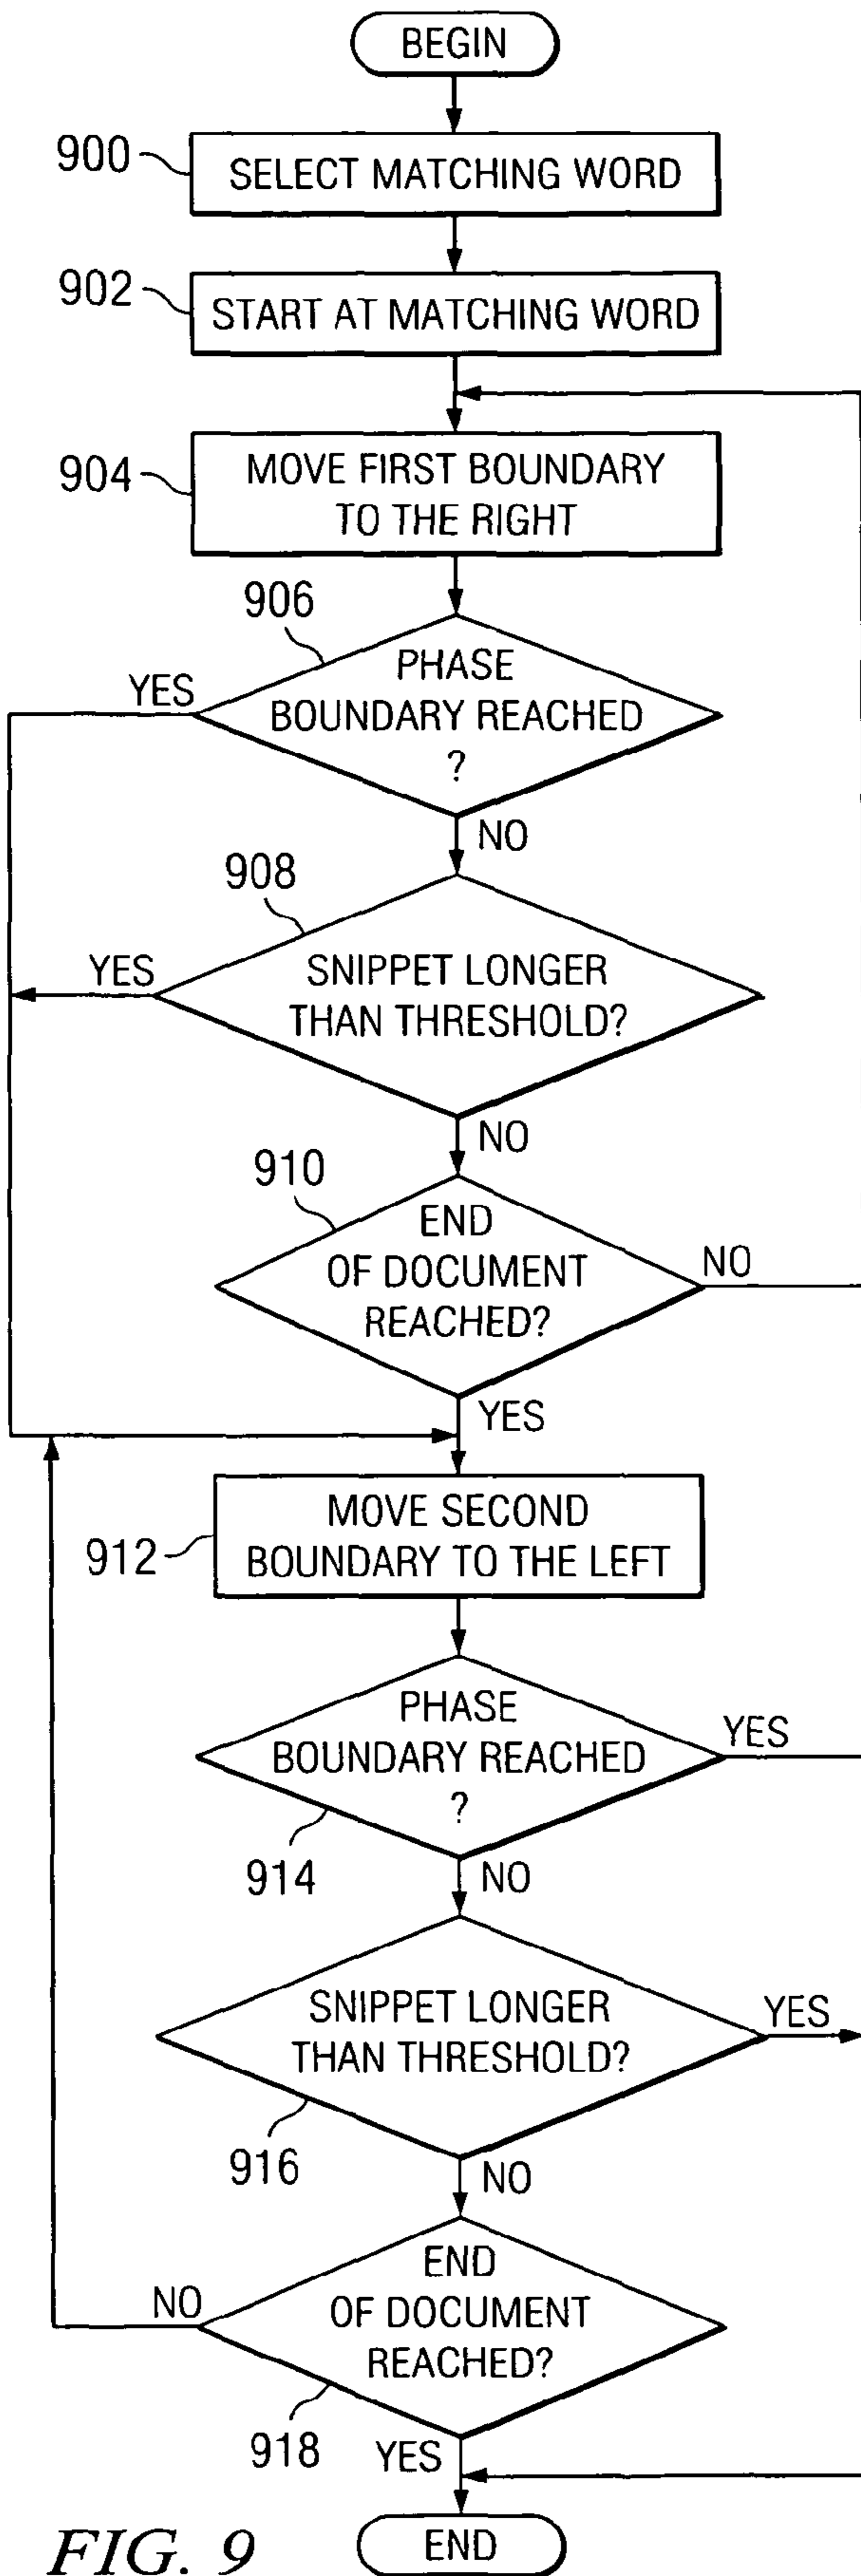 BEGIN
900
SELECT MATCHING WORD
902
START AT MATCHING WORD
904
MOVE FIRST BOUNDARY
TO THE RIGHT
906
PHASE
BOUNDARY REACHED
?
YES
NO
908
SNIPPET LONGER
THAN THRESHOLD?
YES
NO
910
END
OF DOCUMENT
REACHED?
NO
YES
912
MOVE SECOND
BOUNDARY TO THE LEFT
PHASE
BOUNDARY REACHED
?
YES
914
NO
SNIPPET LONGER
THAN THRESHOLD?
YES
916
NO
END
OF DOCUMENT
REACHED?
NO
918
YES
END
FIG. 9